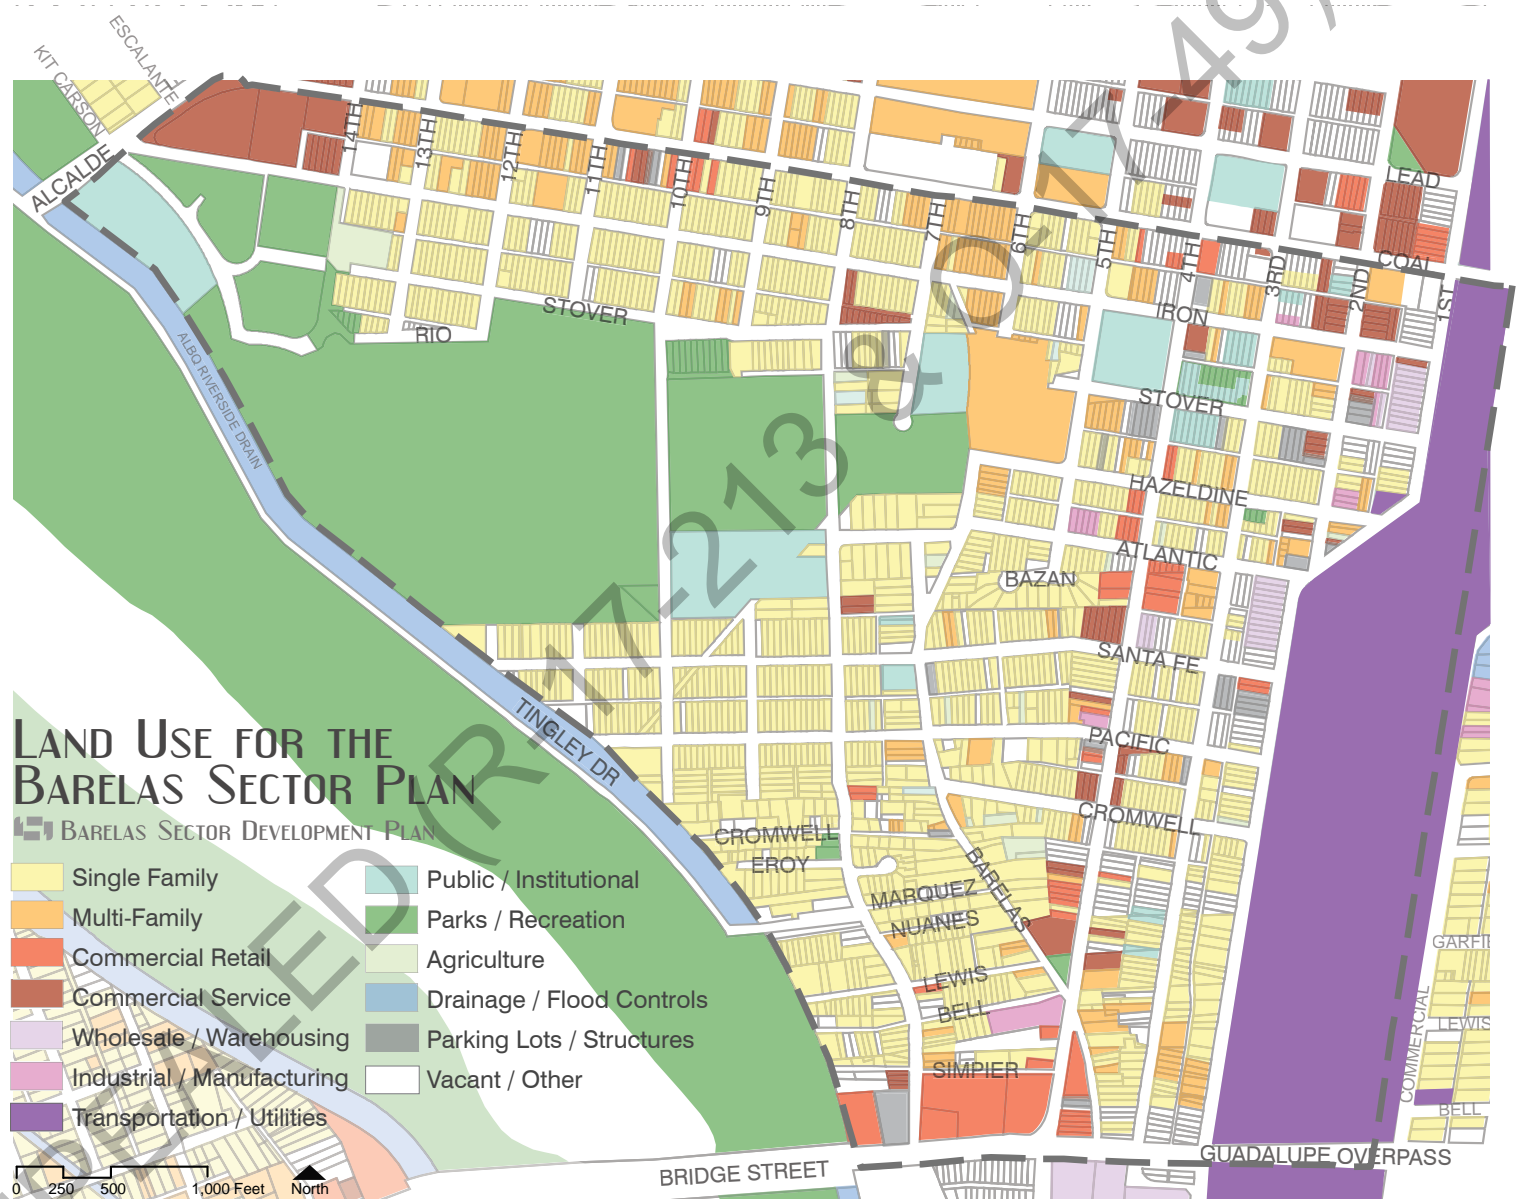 ESCALANTE
KIT CARSON
ALCALDE
14TH
13TH
12TH
11TH
10TH
9TH
8TH
7TH
6TH
5TH
4TH
3RD
2ND
1ST
LEAD
COAL
IRON
STOVER
RIO
STOVER
ALBQ RIVERSIDE DRAIN
HAZELDINE
ATLANTIC
BAZAN
SANTA FE
TINGLEY DR
PACIFIC
CROMWELL
CROMWELL
EROY
BARELAS
MARQUEZ
NUANES
LEWIS
BELL
SIMPIER
GARFIE
LEWIS
COMMERCIAL
BELL
BRIDGE STREET
GUADALUPE OVERPASS
LAND USE FOR THE
BARELAS SECTOR PLAN
BARELAS SECTOR DEVELOPMENT PLAN
Single Family
Multi-Family
Commercial Retail
Commercial Service
Wholesale / Warehousing
Industrial / Manufacturing
Transportation / Utilities
Public / Institutional
Parks / Recreation
Agriculture
Drainage / Flood Controls
Parking Lots / Structures
Vacant / Other
0 250 500 1,000 Feet North
PEALED (R17-213 & O-17-49)